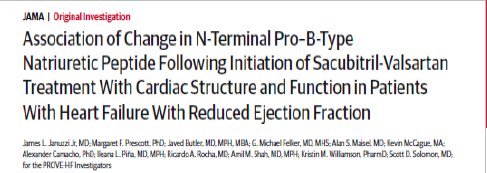 JAMA | Original Investigation
Association of Change in N-Terminal Pro–B-Type
Natriuretic Peptide Following Initiation of Sacubitril-Valsartan
Treatment With Cardiac Structure and Function in Patients
With Heart Failure With Reduced Ejection Fraction
James L. Januzzi Jr, MD; Margaret F. Prescott, PhD; Javed Butler, MD, MPH, MBA; G. Michael Felker, MD, MHS; Alan S. Maisel, MD; Kevin McCague, MA;
Alexander Camacho, PhD; Ileana L. Piña, MD, MPH; Ricardo A. Rocha, MD; Amil M. Shah, MD, MPH; Kristin M. Williamson, PharmD; Scott D. Solomon, MD;
for the PROVE-HF Investigators